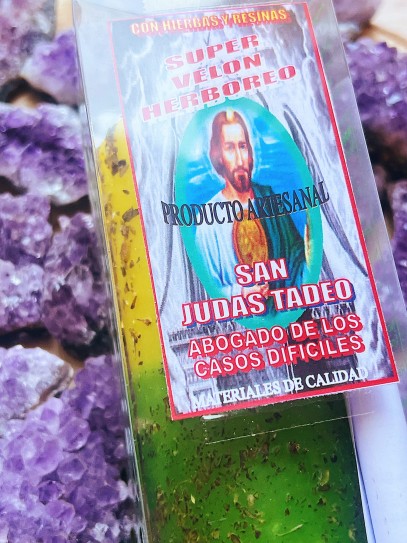 CON HIERBAS Y RESINAS
SUPER
VELON
HERBOREO
PRODUCTO ARTESANAL
SAN
JUDAS TADEO
ABOGADO DE LOS
CASOS DIFICILES
MATERIALES DE CALIDAD